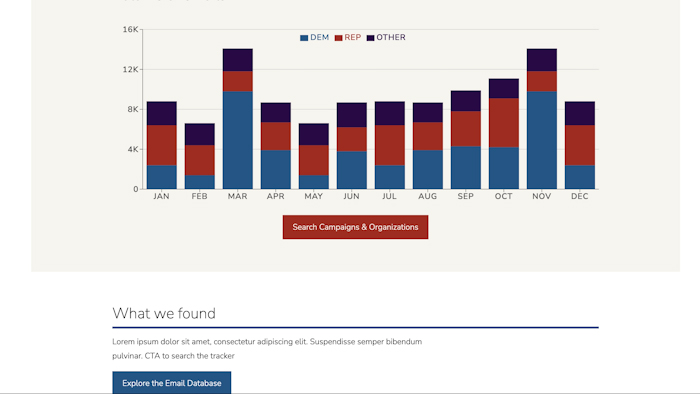 16K
DEM REP OTHER
12K
8K
4K
0
JAN FEB MAR APR MAY JUN JUL AUG SEP OCT NOV DEC
Search Campaigns & Organizations
What we found
Lorem ipsum dolor sit amet, consectetur adipiscing elit. Suspendisse semper bibendum
pulvinar. CTA to search the tracker
Explore the Email Database